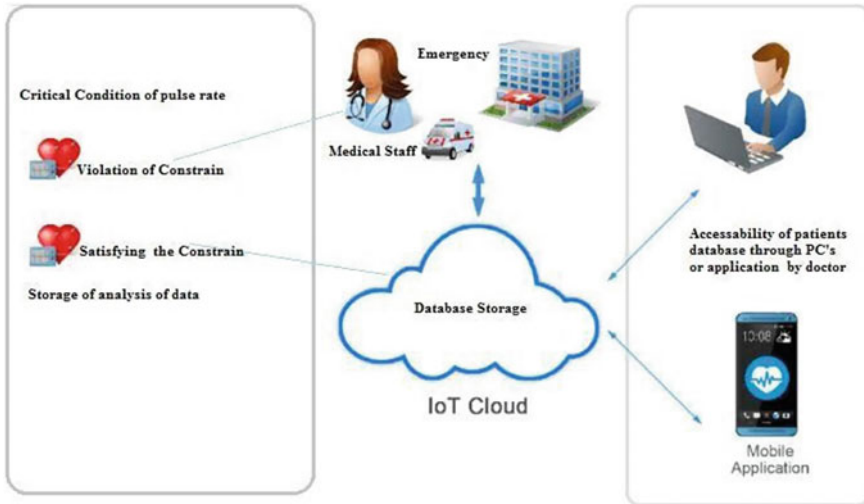 Critical Condition of pulse rate
Violation of Constrain
Satisfying the Constrain
Storage of analysis of data
Emergency
Medical Staff
Database Storage
IoT Cloud
Accessability of patients
database through PC's
or application by doctor
10:08
Mobile
Application